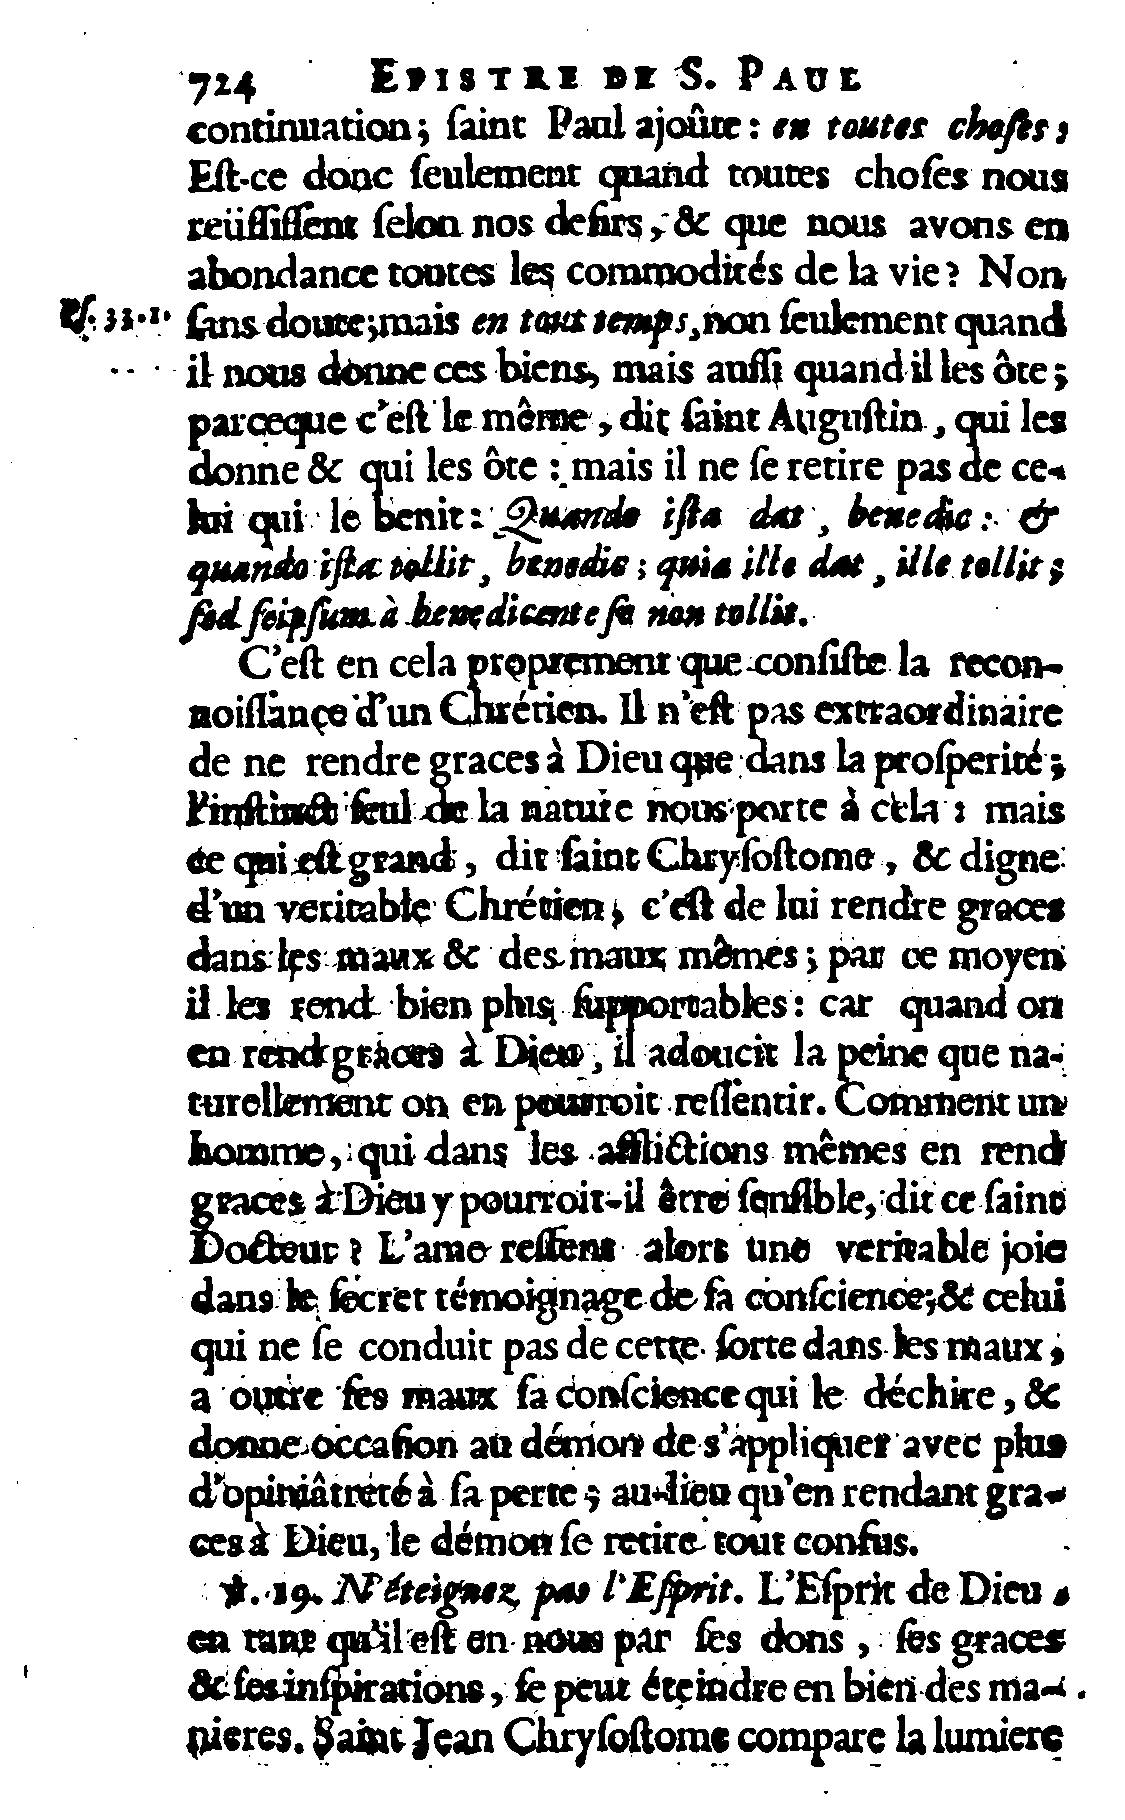 724 EPISTRE DE S. PAUL
continuation; ſaint Paul ajoûte: en toutes choſes;
Eſt-ce donc ſeulement quand toutes choſes nous
reüſſiſſent ſelon nos deſirs, & que nous avons en
abondance toutes les commodités de la vie? Non
Pſ. 33. 1. ſans doute; mais en tout temps, non ſeulement quand
il nous donne ces biens, mais auſſi quand il les ôte;
parceque c'eſt le même, dit ſaint Auguſtin, qui les
donne & qui les ôte: mais il ne ſe retire pas de ce-
lui qui le benit: Quando iſta dat, benedic: &
quando iſta tollit, benedic; quia ille dat, ille tollit;
ſed ſeipſum à benedicente ſe non tollit.
C'eſt en cela proprement que conſiſte la recon-
noiſſance d'un Chrétien. Il n'eſt pas extraordinaire
de ne rendre graces à Dieu que dans la proſperité;
l'inſtinct ſeul de la nature nous porte à cela: mais
ce qui eſt grand, dit ſaint Chryſoſtome, & digne
d'un veritable Chrétien, c'eſt de lui rendre graces
dans les maux & des maux mêmes; par ce moyen
il les rend bien plus ſupportables: car quand on
en rend graces à Dieu, il adoucit la peine que na-
turellement on en pourroit reſſentir. Comment un
homme, qui dans les afflictions mêmes en rend
graces à Dieu y pourroit-il être ſenſible, dit ce ſaint
Docteur? L'ame reſſent alors une veritable joie
dans le ſecret témoignage de ſa conſcience; & celui
qui ne ſe conduit pas de cette ſorte dans les maux,
a outre ſes maux ſa conſcience qui le déchire, &
donne occaſion au démon de s'appliquer avec plus
d'opiniâtreté à ſa perte; au-lieu qu'en rendant gra-
ces à Dieu, le démon ſe retire tout confus.
℣. 19. N'éteignez pas l'Eſprit. L'Eſprit de Dieu,
en tant qu'il eſt en nous par ſes dons, ſes graces
& ſes inſpirations, ſe peut éteindre en bien des ma-
nieres. Saint Jean Chryſoſtome compare la lumiere